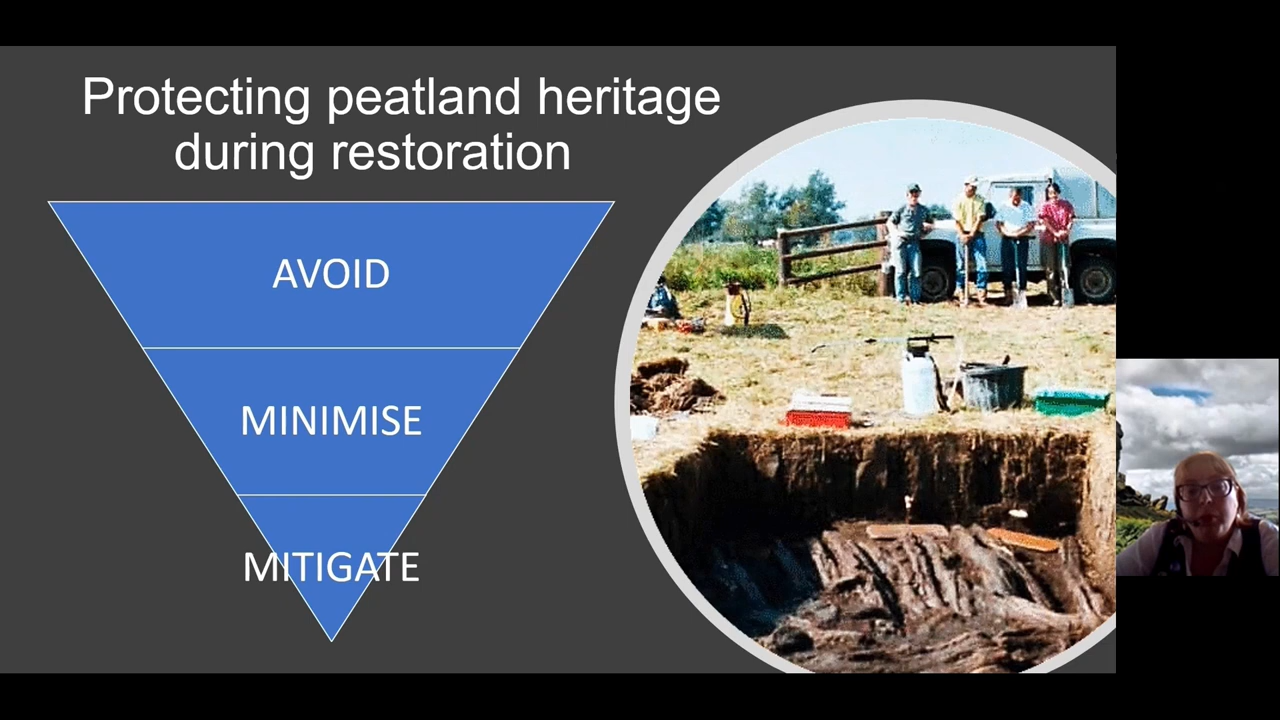 Protecting peatland heritage
during restoration
AVOID
MINIMISE
MITIGATE